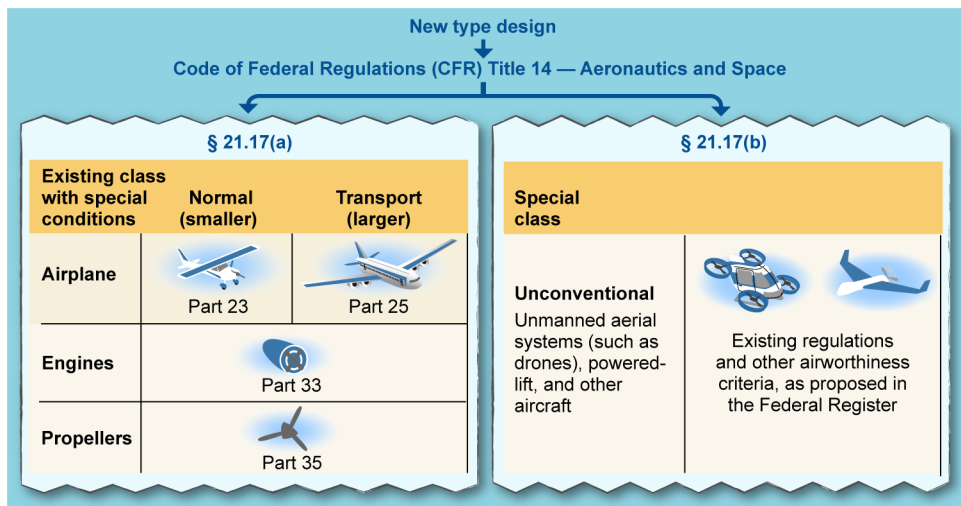 New type design
Code of Federal Regulations (CFR) Title 14 — Aeronautics and Space
§ 21.17(a)
Existing class
with special
conditions
Normal
(smaller)
Transport
(larger)
Airplane
Part 23
Part 25
Engines
Part 33
Propellers
Part 35
§ 21.17(b)
Special
class
Unconventional
Unmanned aerial
systems (such as
drones), powered-
lift, and other
aircraft
Existing regulations
and other airworthiness
criteria, as proposed in
the Federal Register